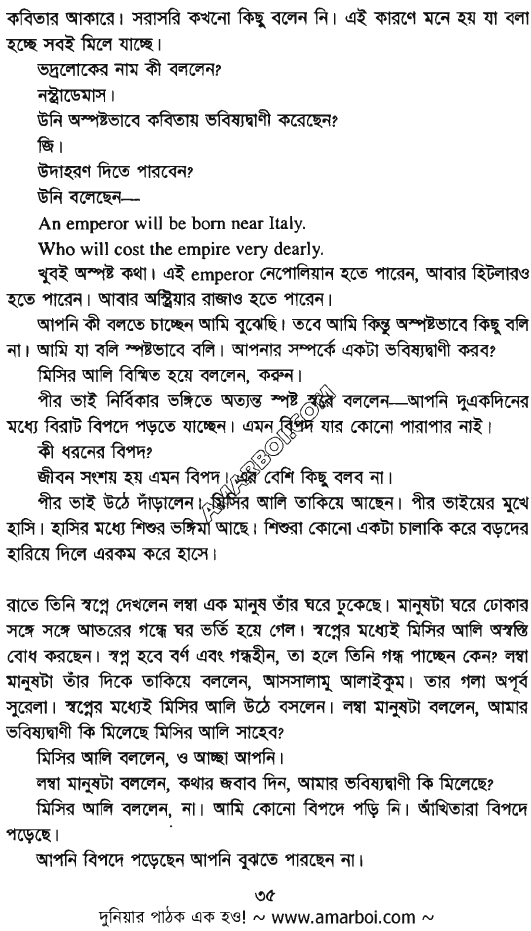 কবিতার আকারে। সরাসরি কখনো কিছু বলেন নি। এই কারণে মনে হয় যা বলা
হচ্ছে সবই মিলে যাচ্ছে।
ভদ্রলোকের নাম কী বললেন?
নস্ট্রাডেমাস।
উনি অস্পষ্টভাবে কবিতায় ভবিষ্যদ্বাণী করেছেন?
জি।
উদাহরণ দিতে পারবেন?
উনি বলেছেন—
An emperor will be born near Italy.
Who will cost the empire very dearly.
খুবই অস্পষ্ট কথা। এই emperor নেপোলিয়ান হতে পারেন, আবার হিটলারও
হতে পারেন। আবার অস্ট্রিয়ার রাজাও হতে পারেন।
আপনি কী বলতে চাচ্ছেন আমি বুঝেছি। তবে আমি কিন্তু অস্পষ্টভাবে কিছু বলি
না। আমি যা বলি স্পষ্টভাবে বলি। আপনার সম্পর্কে একটা ভবিষ্যদ্বাণী করব?
মিসির আলি বিস্মিত হয়ে বললেন, করুন।
পীর ভাই নির্বিকার ভঙ্গিতে অত্যন্ত স্পষ্ট স্বরে বললেন—আপনি দুএকদিনের
মধ্যে বিরাট বিপদে পড়তে যাচ্ছেন। এমন বিপদ যার কোনো পারাপার নাই।
কী ধরনের বিপদ?
জীবন সংশয় হয় এমন বিপদ। এর বেশি কিছু বলব না।
পীর ভাই উঠে দাঁড়ালেন। মিসির আলি তাকিয়ে আছেন। পীর ভাইয়ের মুখে
হাসি। হাসির মধ্যে শিশুর ভঙ্গিমা আছে। শিশুরা কোনো একটা চালাকি করে বড়দের
হারিয়ে দিলে এরকম করে হাসে।
রাতে তিনি স্বপ্নে দেখলেন লম্বা এক মানুষ তাঁর ঘরে ঢুকেছে। মানুষটা ঘরে ঢোকার
সঙ্গে সঙ্গে আতরের গন্ধে ঘর ভর্তি হয়ে গেল। স্বপ্নের মধ্যেই মিসির আলি অস্বস্তি
বোধ করছেন। স্বপ্ন হবে বর্ণ এবং গন্ধহীন, তা হলে তিনি গন্ধ পাচ্ছেন কেন? লম্বা
মানুষটা তাঁর দিকে তাকিয়ে বললেন, আসসালামু আলাইকুম। তার গলা অপূর্ব
সুরেলা। স্বপ্নের মধ্যেই মিসির আলি উঠে বসলেন। লম্বা মানুষটা বললেন, আমার
ভবিষ্যদ্বাণী কি মিলেছে মিসির আলি সাহেব?
মিসির আলি বললেন, ও আচ্ছা আপনি।
লম্বা মানুষটা বললেন, কথার জবাব দিন, আমার ভবিষ্যদ্বাণী কি মিলেছে?
মিসির আলি বললেন, না। আমি কোনো বিপদে পড়ি নি। আঁখিতারা বিপদে
পড়েছে।
আপনি বিপদে পড়েছেন আপনি বুঝতে পারছেন না।
৩৫
দুনিয়ার পাঠক এক হও! ~ www.amarboi.com ~
AMARBOI.COM